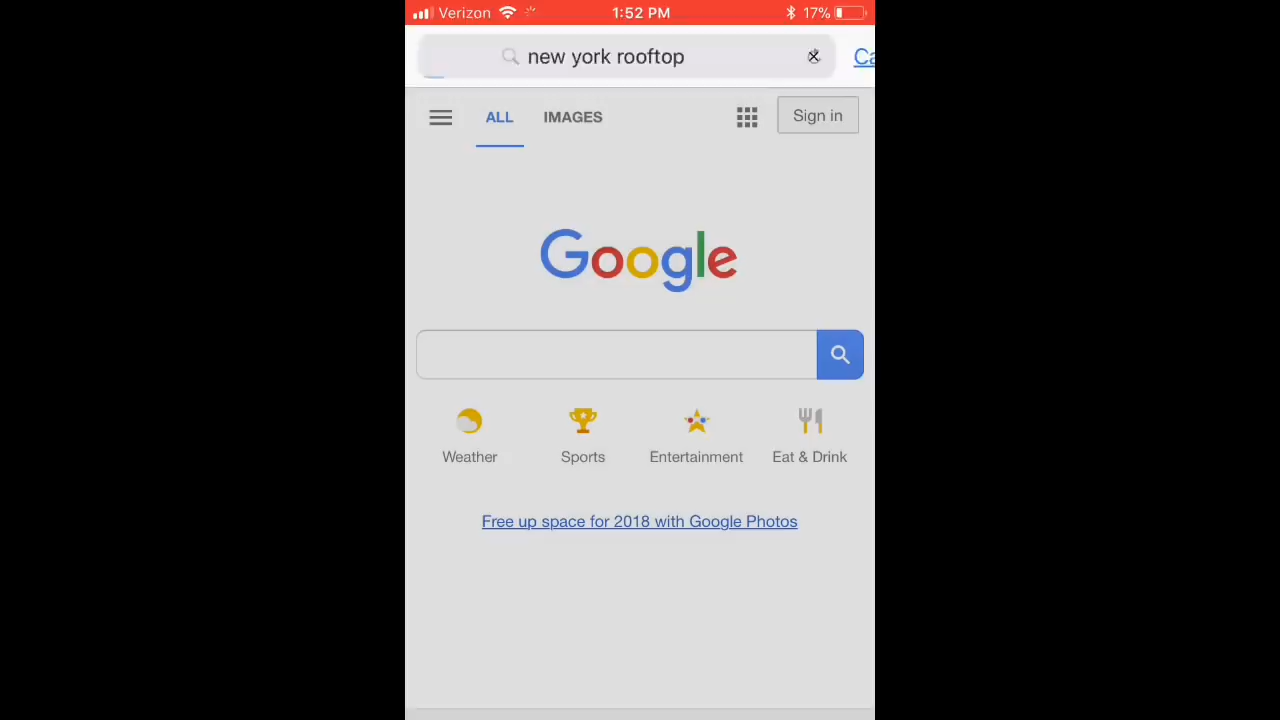 Verizon 1:52 PM 17%
new york rooftop Ca
ALL IMAGES Sign in
Google
Weather Sports Entertainment Eat & Drink
Free up space for 2018 with Google Photos